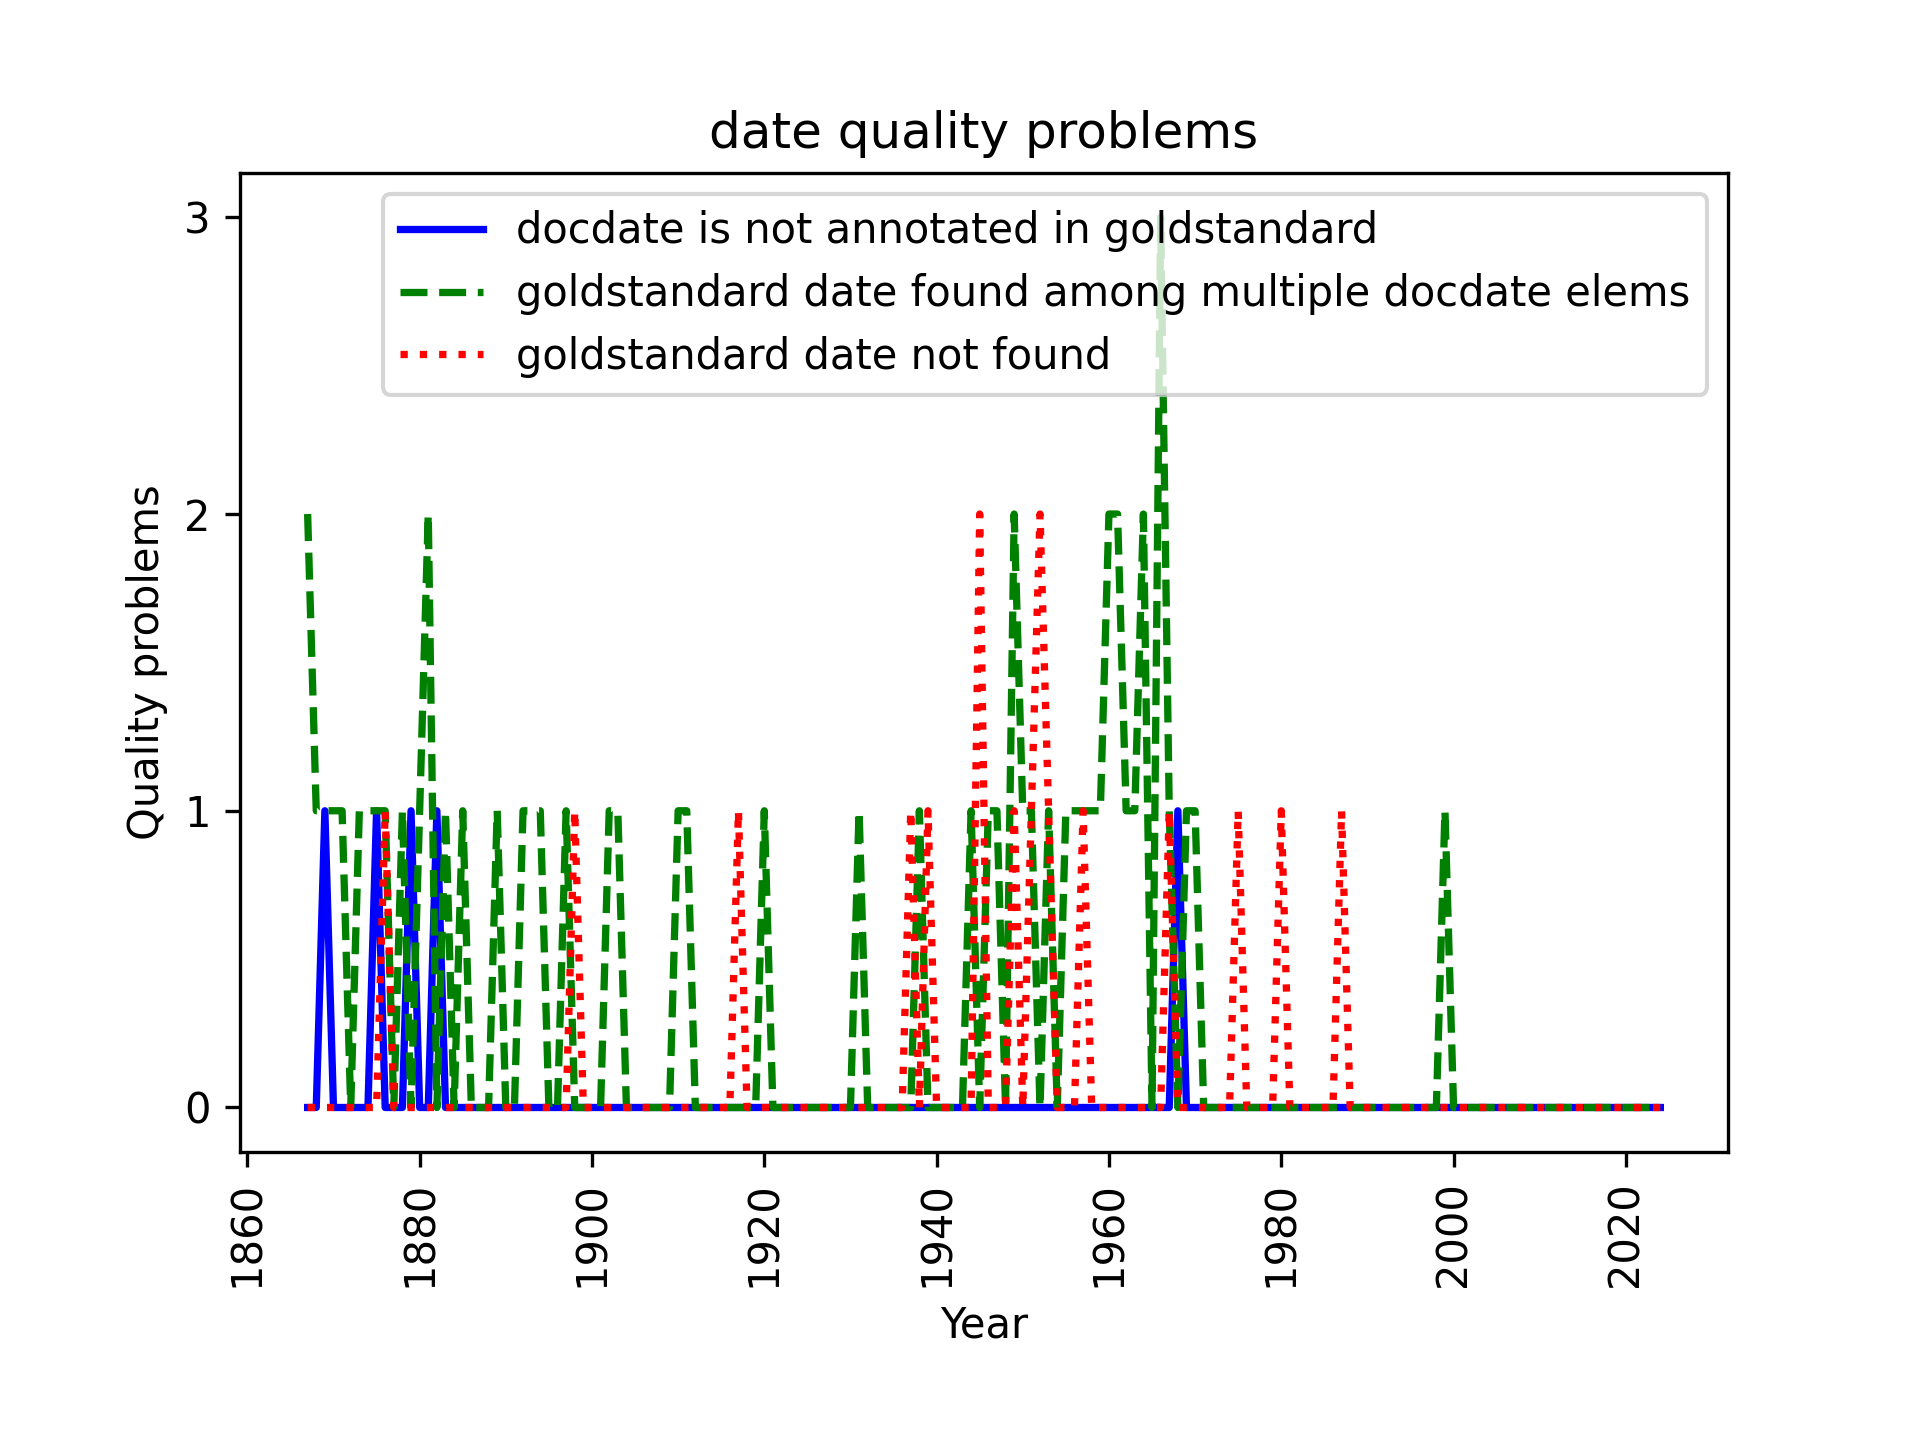 date quality problems
docdate is not annotated in goldstandard
goldstandard date found among multiple docdate elems
goldstandard date not found
3
2
1
0
Quality problems
1860
1880
1900
1920
1940
1960
1980
2000
2020
Year